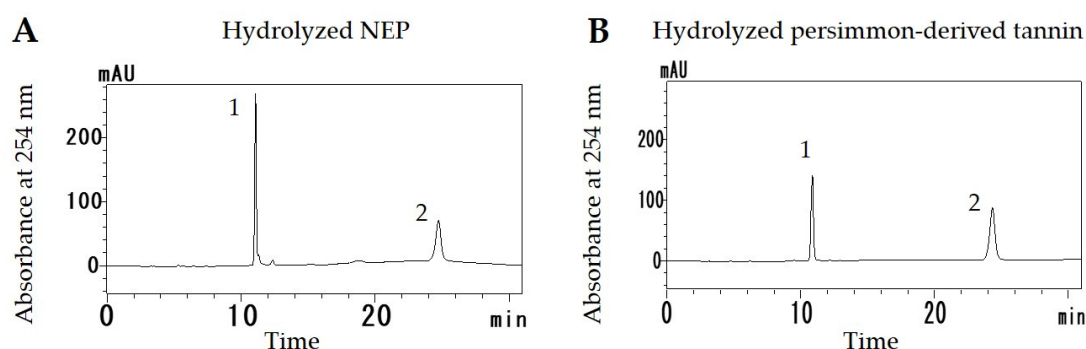 A
Hydrolyzed NEP
mAU
Absorbance at 254 nm
200
100
0
1
2
0
10
20
min
Time
B
Hydrolyzed persimmon-derived tannin
mAU
Absorbance at 254 nm
200
100
0
1
2
0
10
20
min
Time